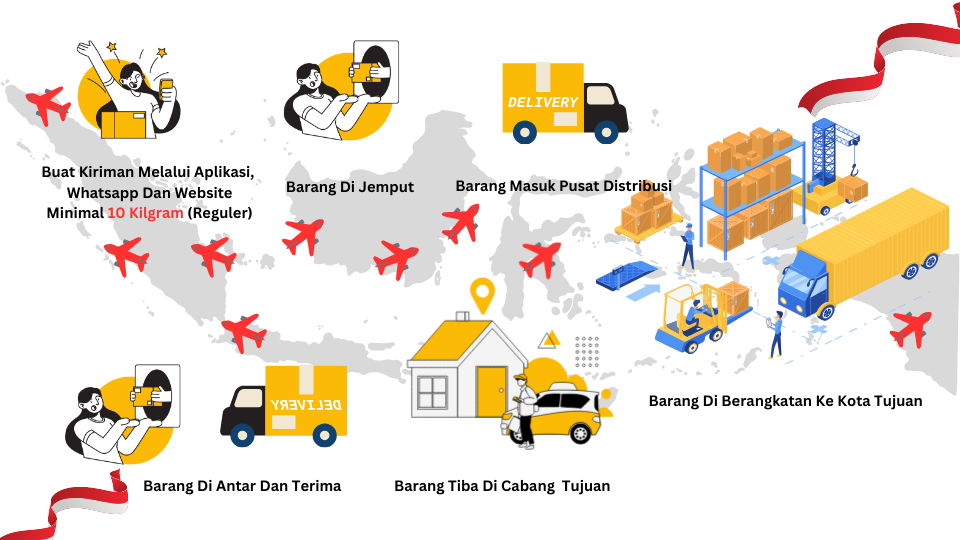 Buat Kiriman Melalui Aplikasi,
Whatsapp Dan Website
Minimal 10 Kilgram (Reguler)
Barang Di Jemput
DELIVERY
Barang Masuk Pusat Distribusi
Barang Di Berangkatan Ke Kota Tujuan
Barang Tiba Di Cabang Tujuan
DELIVERY
Barang Di Antar Dan Terima